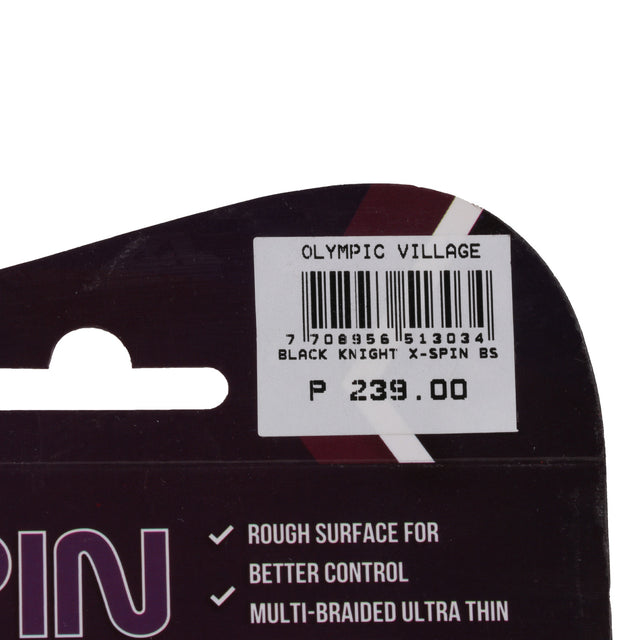 OLYMPIC VILLAGE
7 708956 513034
BLACK KNIGHT X-SPIN BS
P 239.00
PIN
ROUGH SURFACE FOR
BETTER CONTROL
MULTI-BRAIDED ULTRA THIN